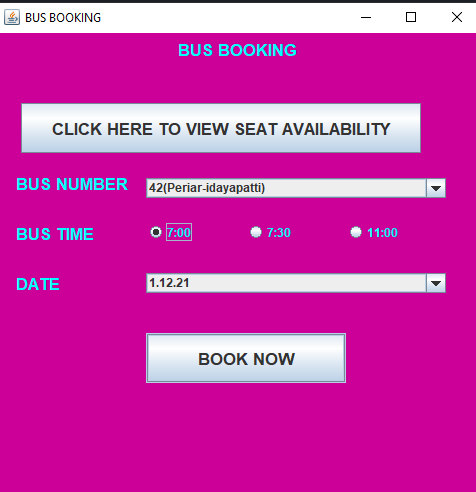 BUS BOOKING
BUS BOOKING
CLICK HERE TO VIEW SEAT AVAILABILITY
BUS NUMBER 42(Periar-idayapatti)
BUS TIME 7:00 7:30 11:00
DATE 1.12.21
BOOK NOW